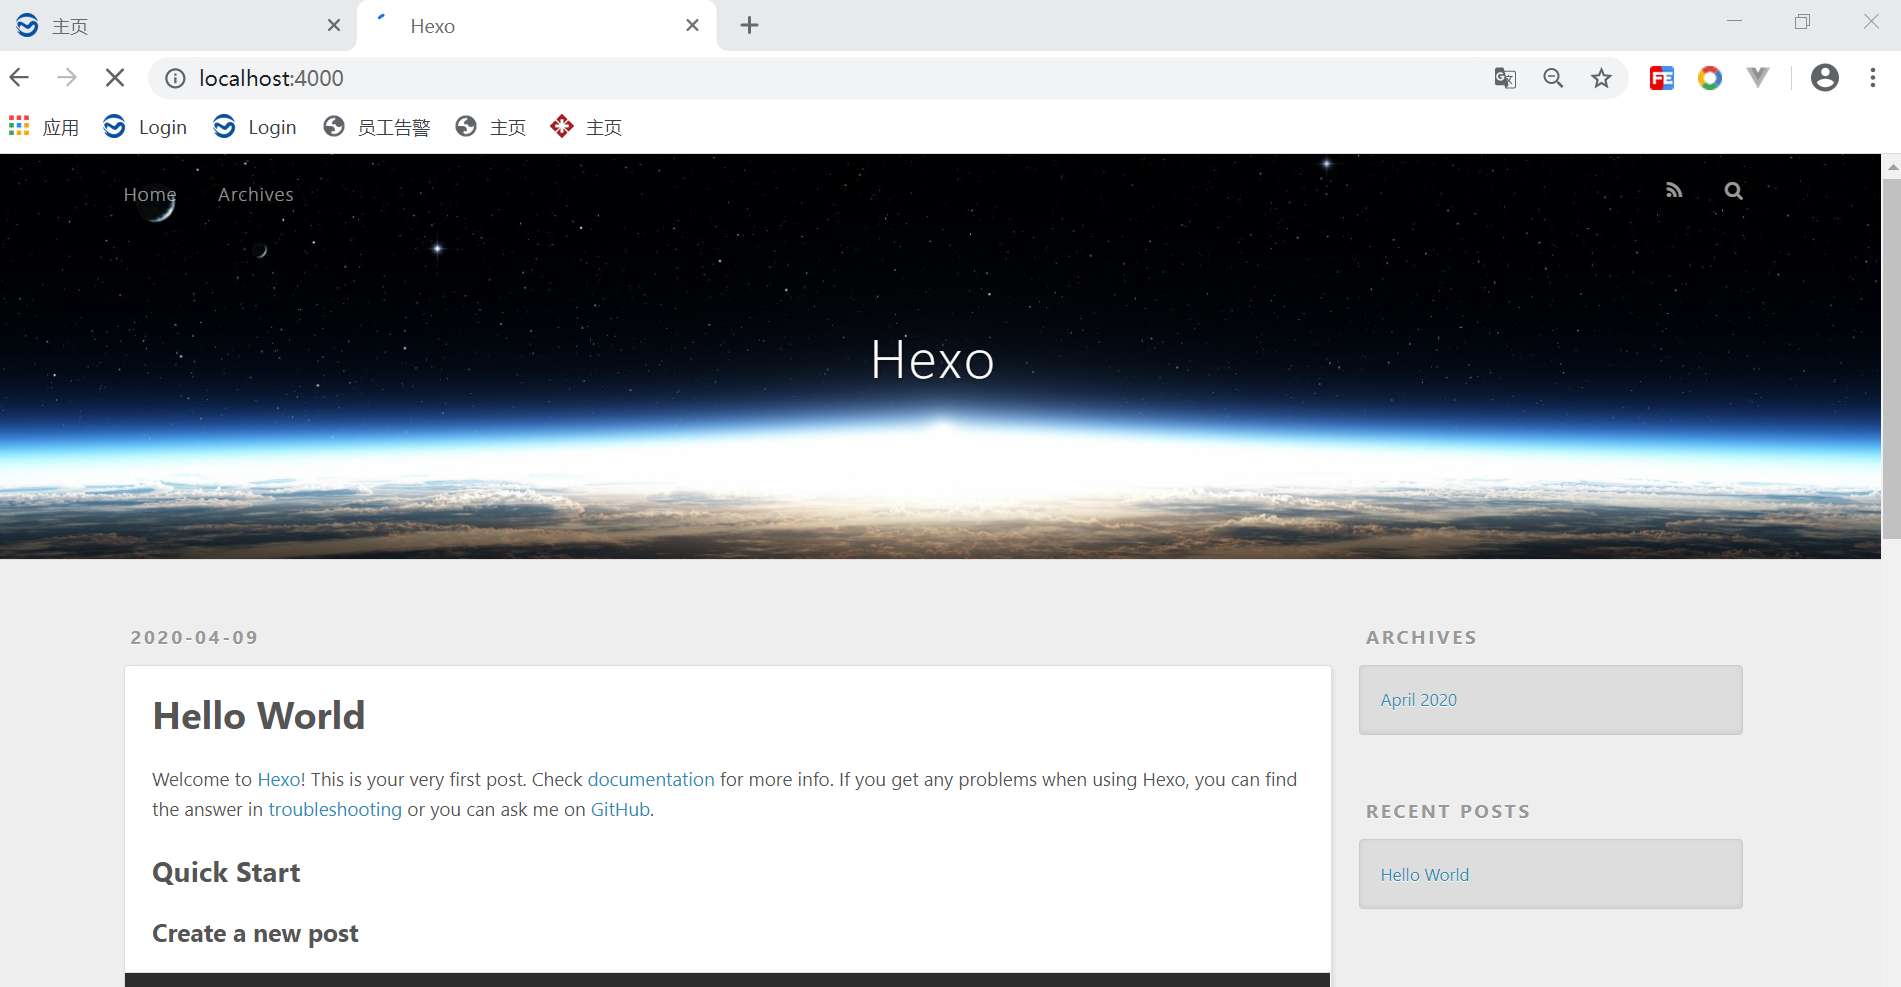 主页
Hexo
localhost:4000
应用 Login Login 员工告警 主页 主页
Home Archives
Hexo
2020-04-09
ARCHIVES
Hello World
April 2020
Welcome to Hexo! This is your very first post. Check documentation for more info. If you get any problems when using Hexo, you can find
the answer in troubleshooting or you can ask me on GitHub.
RECENT POSTS
Quick Start
Hello World
Create a new post